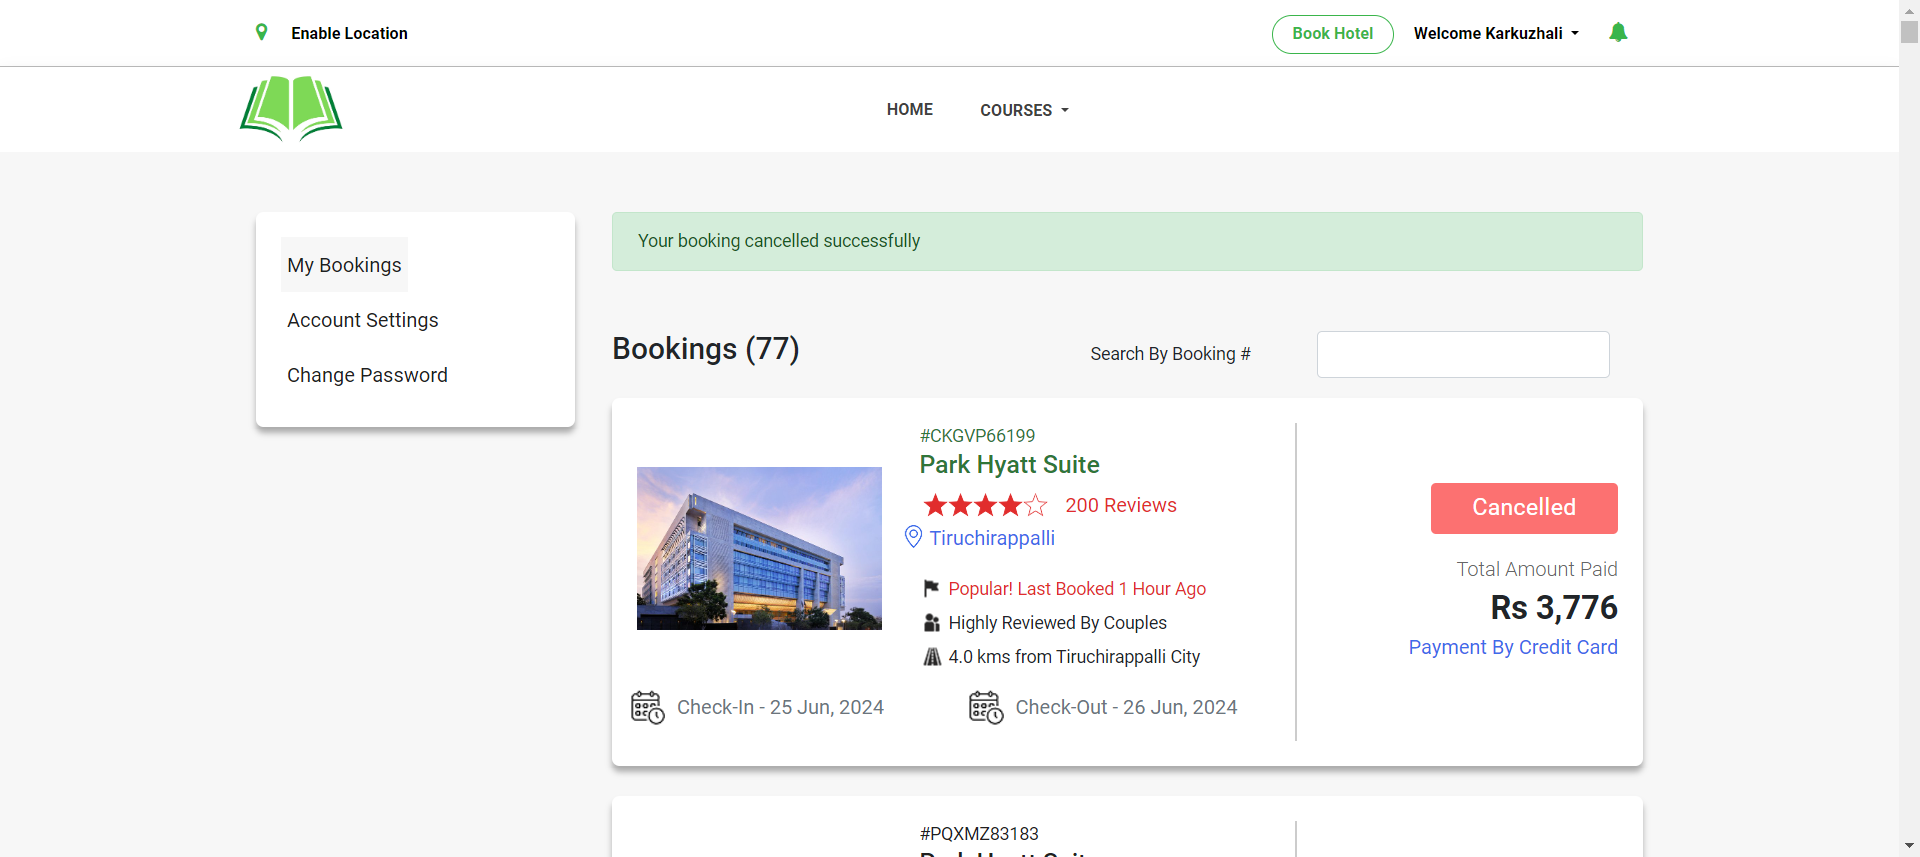 Enable Location
Book Hotel
Welcome Karkuzhali
HOME
COURSES
My Bookings
Account Settings
Change Password
Your booking cancelled successfully
Bookings (77)
Search By Booking #
#CKGVP66199
Park Hyatt Suite
200 Reviews
Tiruchirappalli
Popular! Last Booked 1 Hour Ago
Highly Reviewed By Couples
4.0 kms from Tiruchirappalli City
Check-In - 25 Jun, 2024
Check-Out - 26 Jun, 2024
Cancelled
Total Amount Paid
Rs 3,776
Payment By Credit Card
#PQXMZ83183
Park Hyatt Suite